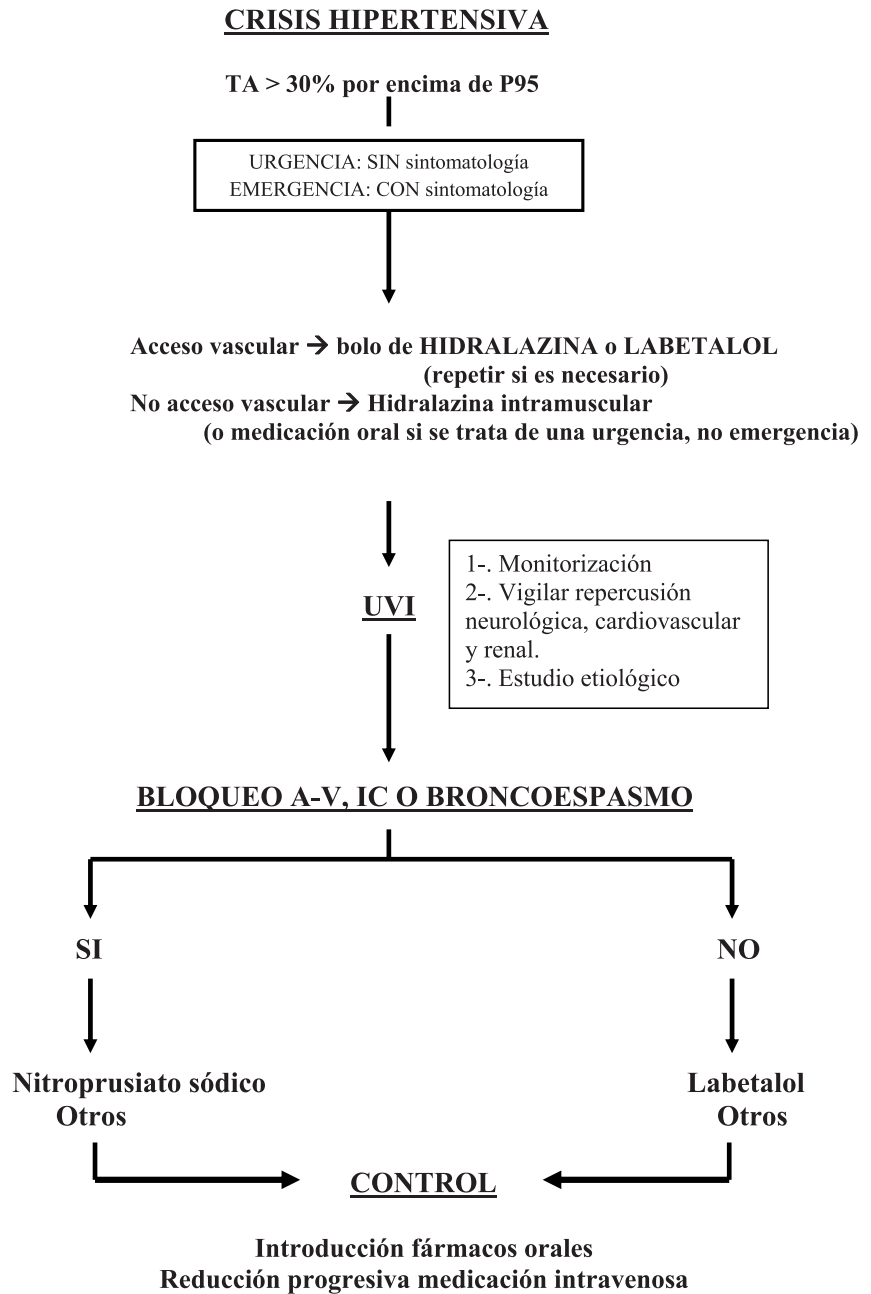 CRISIS HIPERTENSIVA
TA > 30% por encima de P95
URGENCIA: SIN sintomatología
EMERGENCIA: CON sintomatología
Acceso vascular → bolo de HIDRALAZINA o LABETALOL
(repetir si es necesario)
No acceso vascular → Hidralazina intramuscular
(o medicación oral si se trata de una urgencia, no emergencia)
UVI
1-. Monitorización
2-. Vigilar repercusión
neurológica, cardiovascular
y renal.
3-. Estudio etiológico
BLOQUEO A-V, IC O BRONCOESPASMO
SI
NO
Nitroprusiato sódico
Otros
Labetalol
Otros
CONTROL
Introducción fármacos orales
Reducción progresiva medicación intravenosa